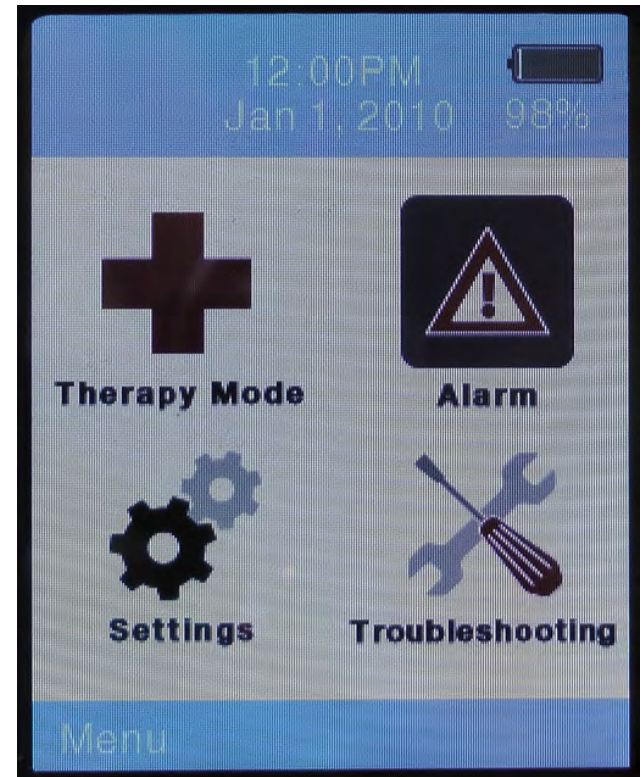 12:00PM
Jan 1, 2010 98%
Therapy Mode Alarm
Settings Troubleshooting
Menu